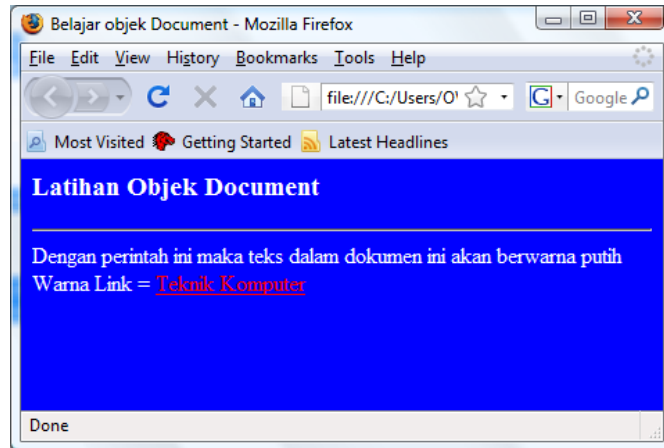 Belajar objek Document - Mozilla Firefox
File Edit View History Bookmarks Tools Help
file:///C:/Users/O Google
Most Visited Getting Started Latest Headlines
Latihan Objek Document
Dengan perintah ini maka teks dalam dokumen ini akan berwarna putih
Warna Link = Teknik Komputer
Done